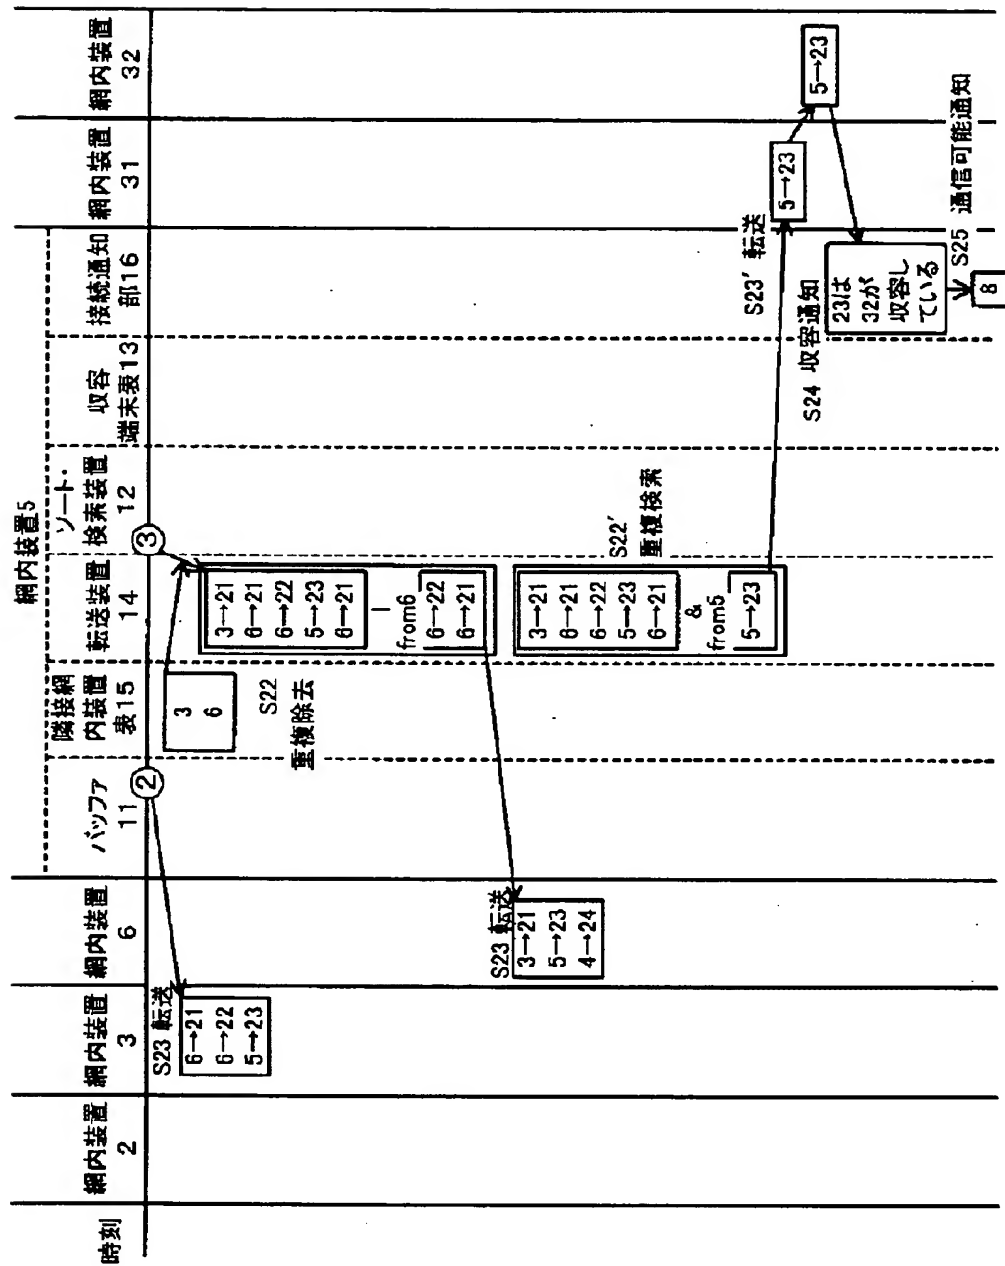 時刻
網内装置
2
網内装置
3
網内装置
6
網内装置5
バッファ
11
隣接網
内装置
表15
転送装置
14
ソート・
検索装置
12
収容
端末表13
接続通知
部16
網内装置
31
網内装置
32
②
③
S23 転送
6→21
6→22
5→23
3
6
S22
重複除去
3→21
6→21
6→22
5→23
6→21
from6
6→22
6→21
S23 転送
3→21
5→23
4→24
S22′
重複検索
3→21
6→21
6→22
5→23
6→21
&
from5
5→23
S23′ 転送
5→23
5→23
S24 収容通知
23は
32が
収容し
ている
S25 通信可能通知
8